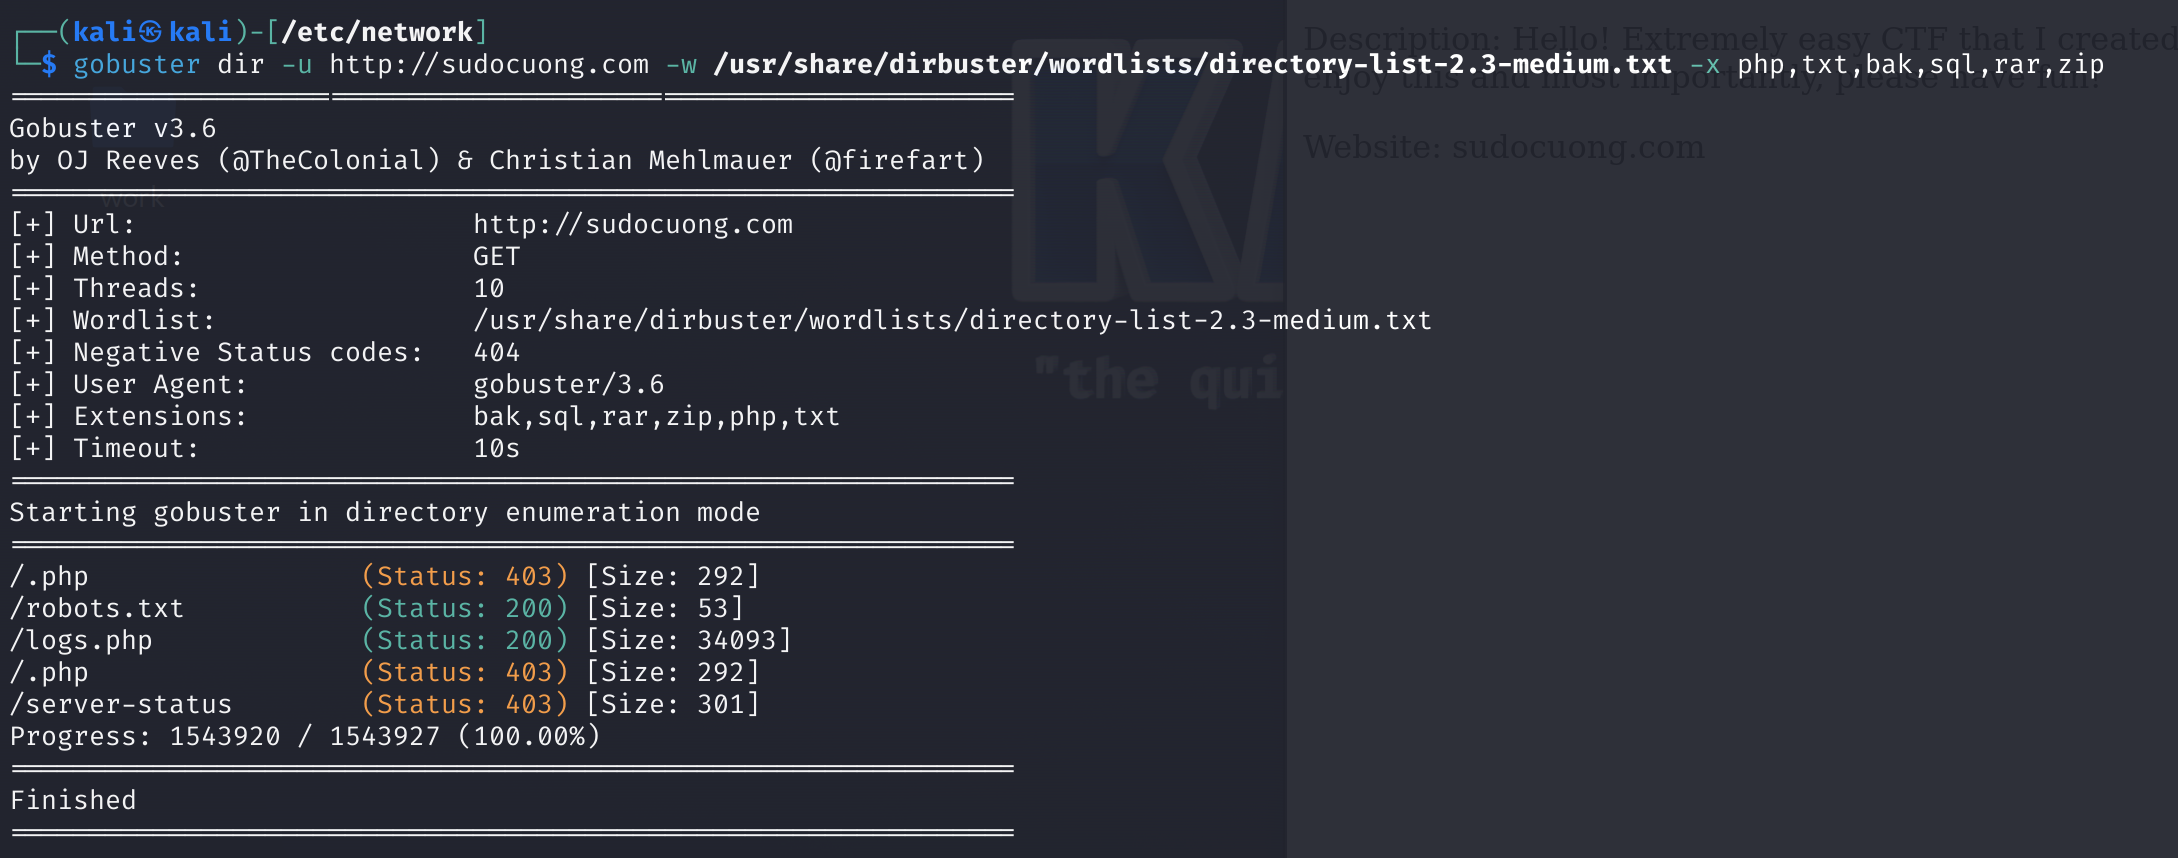 ┌──(kali㉿kali)-[/etc/network]
└─$ gobuster dir -u http://sudocuong.com -w /usr/share/dirbuster/wordlists/directory-list-2.3-medium.txt -x php,txt,bak,sql,rar,zip
===============================================================
Gobuster v3.6
by OJ Reeves (@TheColonial) & Christian Mehlmauer (@firefart)
===============================================================
[+] Url:                     http://sudocuong.com
[+] Method:                  GET
[+] Threads:                 10
[+] Wordlist:                /usr/share/dirbuster/wordlists/directory-list-2.3-medium.txt
[+] Negative Status codes:   404
[+] User Agent:              gobuster/3.6
[+] Extensions:              bak,sql,rar,zip,php,txt
[+] Timeout:                 10s
===============================================================
Starting gobuster in directory enumeration mode
===============================================================
/.php                 (Status: 403) [Size: 292]
/robots.txt           (Status: 200) [Size: 53]
/logs.php             (Status: 200) [Size: 34093]
/.php                 (Status: 403) [Size: 292]
/server-status        (Status: 403) [Size: 301]
Progress: 1543920 / 1543927 (100.00%)
===============================================================
Finished
===============================================================
work
"the qui
Description: Hello! Extremely easy CTF that I created
enjoy this and most importantly, please have fun!
Website: sudocuong.com